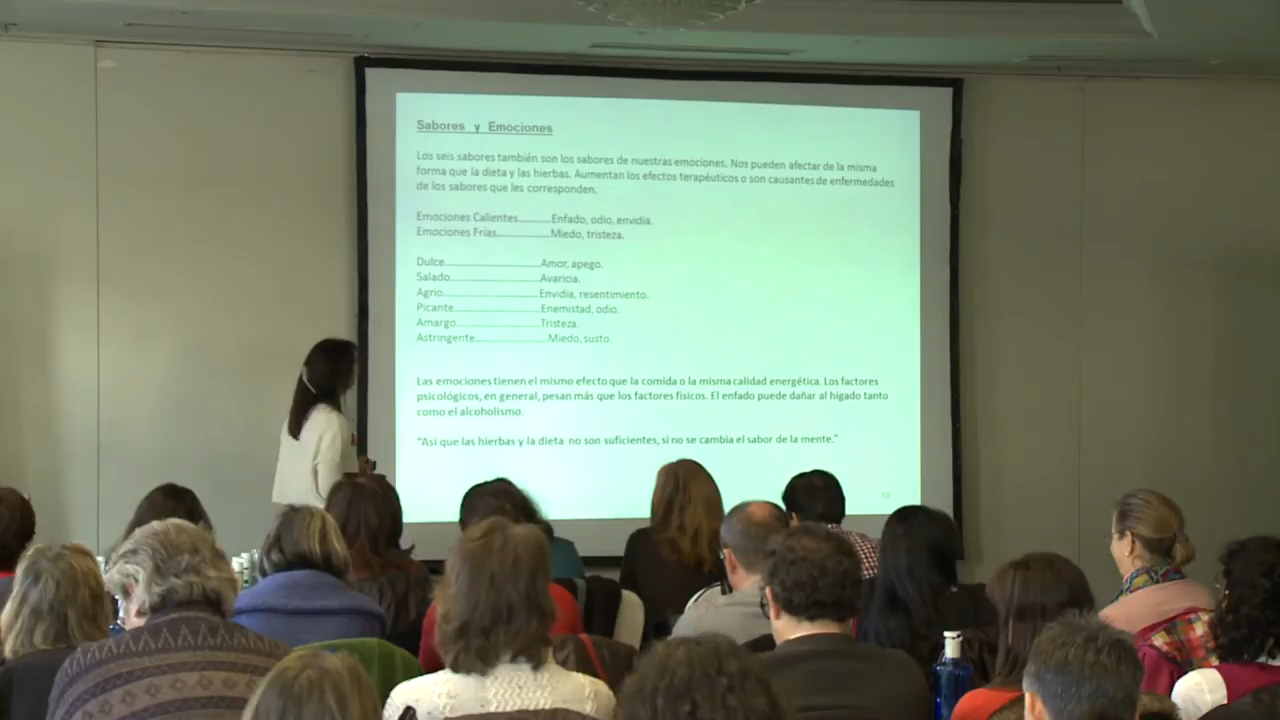 Sabores y Emociones
Los seis sabores también son los sabores de nuestras emociones. Nos pueden afectar de la misma
forma que la dieta y las hierbas. Aumentan los efectos terapéuticos o son causantes de enfermedades
de los sabores que les corresponden.
Emociones Calientes..........Enfado, odio, envidia.
Emociones Frías................Miedo, tristeza.
Dulce..............................Amor, apego.
Salado............................Avaricia.
Agrio..............................Envidia, resentimiento.
Picante...........................Enemistad, odio.
Amargo..........................Tristeza.
Astringente......................Miedo, susto.
Las emociones tienen el mismo efecto que la comida o la misma calidad energética. Los factores
psicológicos, en general, pesan más que los factores físicos. El enfado puede dañar al hígado tanto
como el alcoholismo.
"Así que las hierbas y la dieta no son suficientes, si no se cambia el sabor de la mente."
18